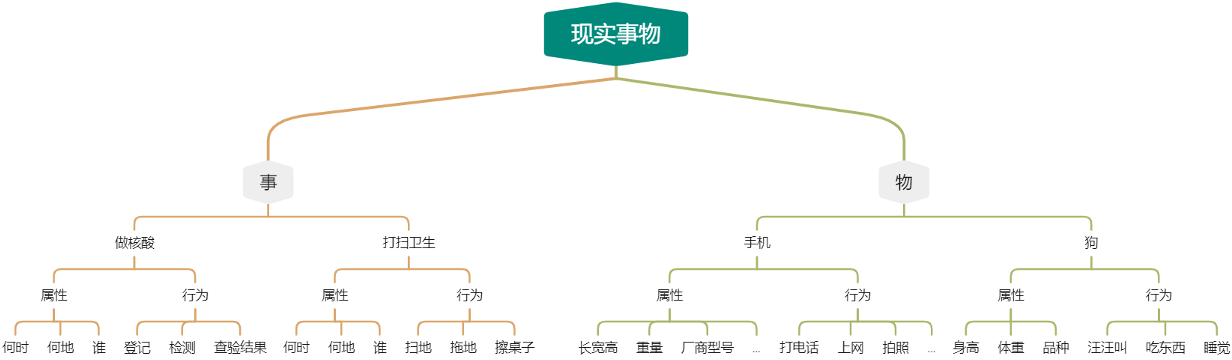 现实事物
事
物
做核酸
打扫卫生
手机
狗
属性
行为
属性
行为
属性
行为
属性
行为
何时
何地
谁
登记
检测
查验结果
何时
何地
谁
扫地
拖地
擦桌子
长宽高
重量
厂商型号
...
打电话
上网
拍照
...
身高
体重
品种
汪汪叫
吃东西
睡觉